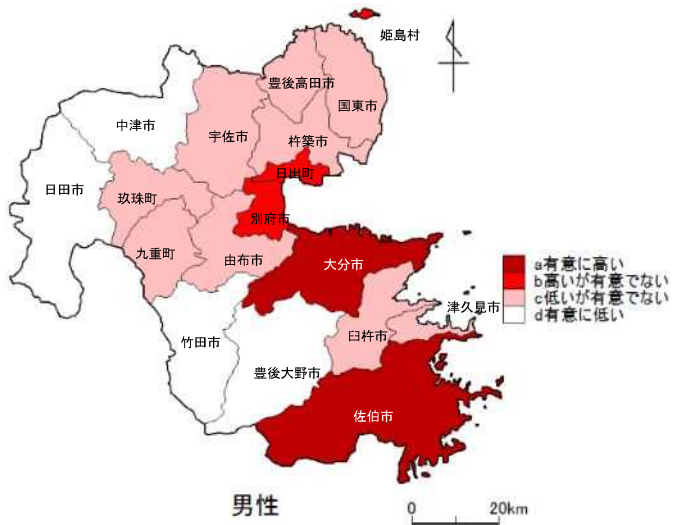 姫島村
豊後高田市
国東市
中津市
宇佐市
杵築市
日出町
日田市
玖珠町
別府市
九重町
由布市
大分市
a有意に高い
b高いが有意でない
c低いが有意でない
d有意に低い
津久見市
臼杵市
竹田市
豊後大野市
佐伯市
男性
0 20km